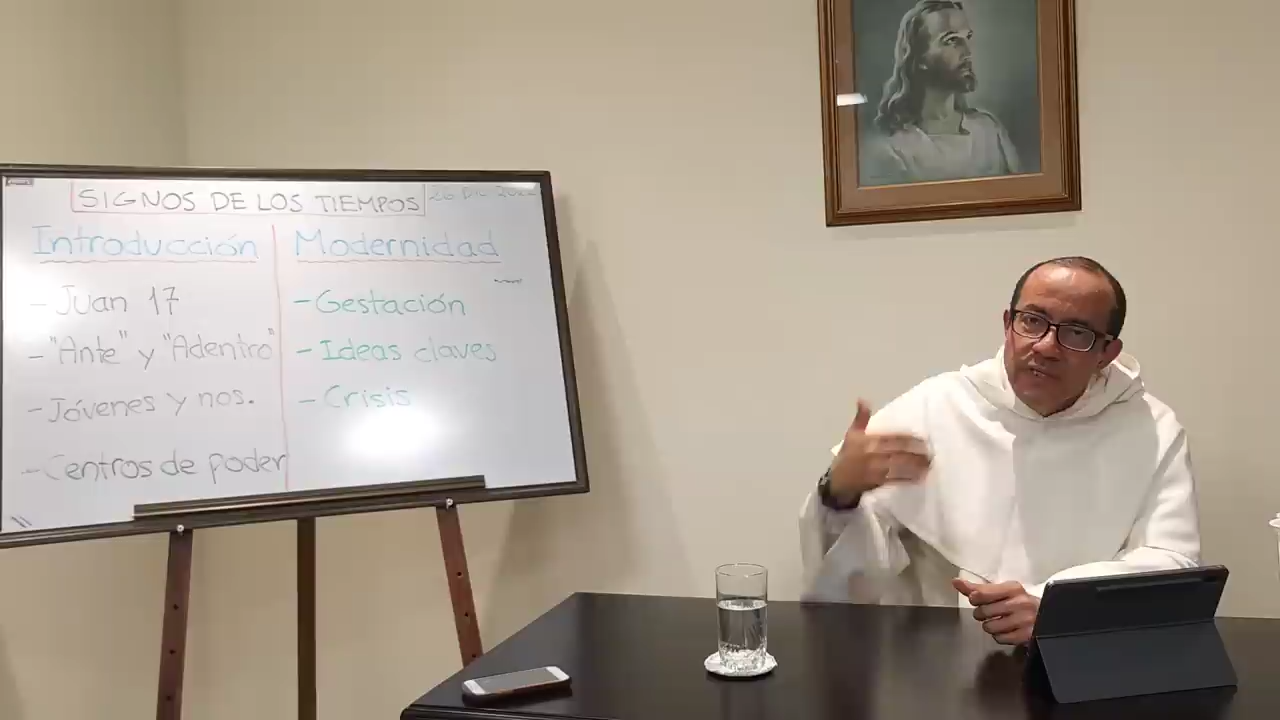 SIGNOS DE LOS TIEMPOS
Introducción
- Juan 17
- "Ante" y "Adentro"
- Jóvenes y nos.
- Centros de poder
Modernidad
- Gestación
- Ideas claves
- Crisis